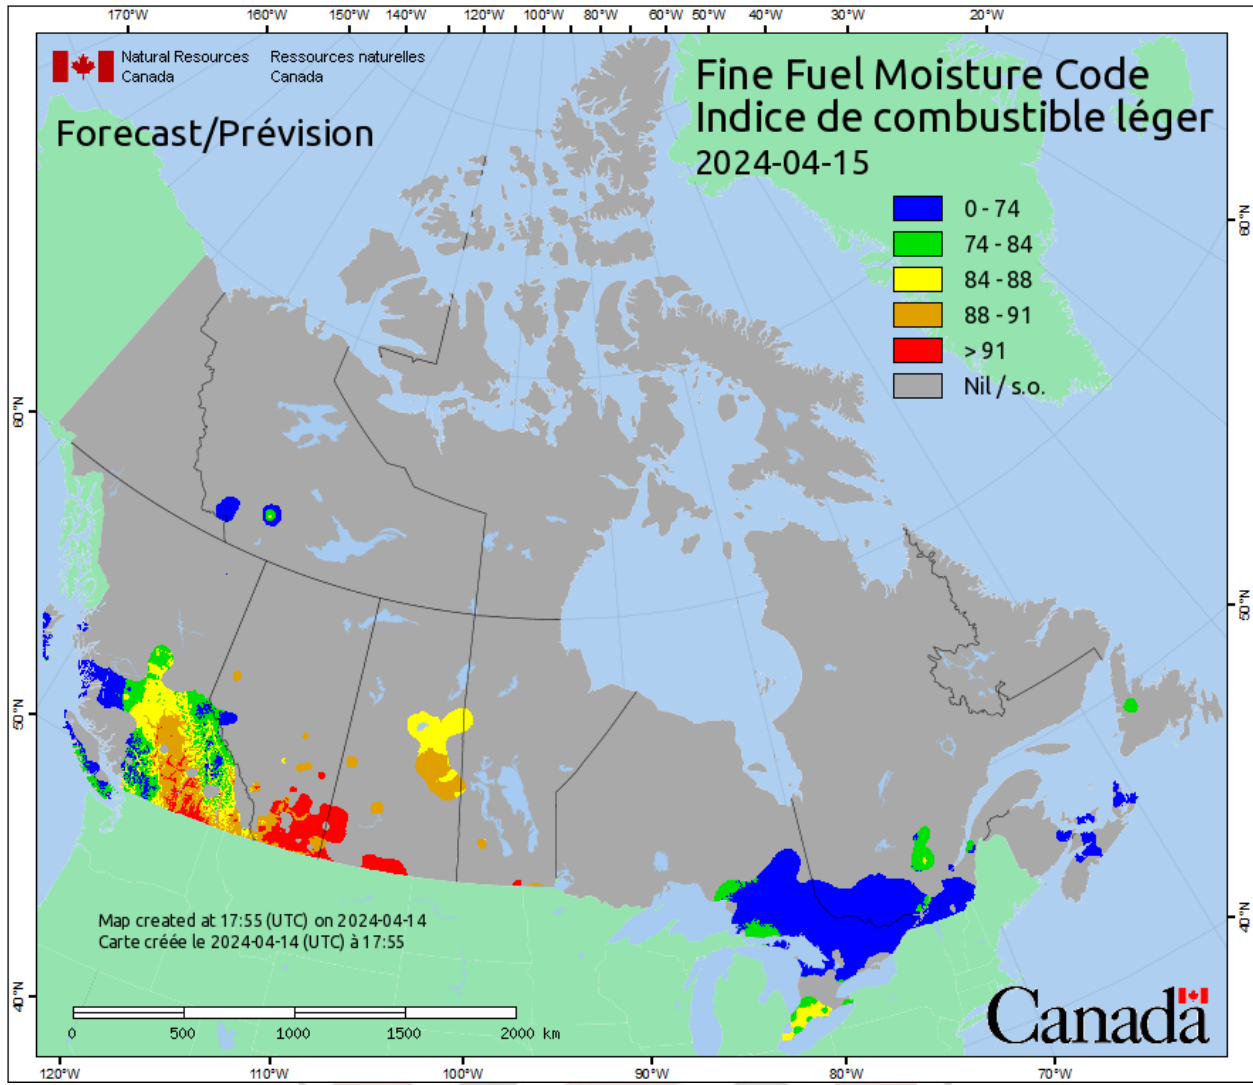 170°W 160°W 150°W 140°W 120°W 100°W 80°W 60°W 50°W 40°W 30°W 20°W
Natural Resources Ressources naturelles
Canada Canada
Fine Fuel Moisture Code
Indice de combustible léger
2024-04-15
Forecast/Prévision
0 - 74
74 - 84
84 - 88
88 - 91
> 91
Nil / s.o.
60°N
60°N
50°N
50°N
40°N
40°N
Map created at 17:55 (UTC) on 2024-04-14
Carte créée le 2024-04-14 (UTC) à 17:55
0 500 1000 1500 2000 km
Canada
120°W 110°W 100°W 90°W 80°W 70°W